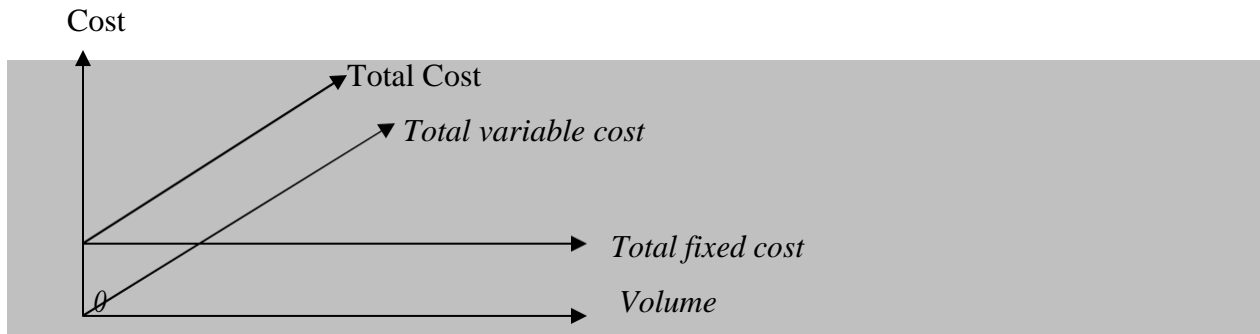 Cost
Total Cost
Total variable cost
Total fixed cost
0
Volume